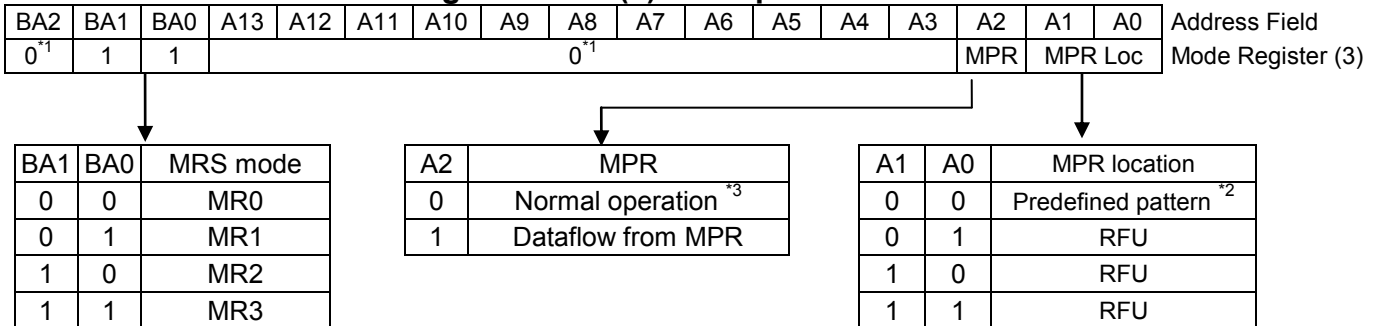 BA2 BA1 BA0 A13 A12 A11 A10 A9 A8 A7 A6 A5 A4 A3 A2 A1 A0 Address Field
0*1 1 1 0*1 MPR MPR Loc Mode Register (3)
BA1 BA0 MRS mode
0 0 MR0
0 1 MR1
1 0 MR2
1 1 MR3
A2 MPR
0 Normal operation *3
1 Dataflow from MPR
A1 A0 MPR location
0 0 Predefined pattern *2
0 1 RFU
1 0 RFU
1 1 RFU